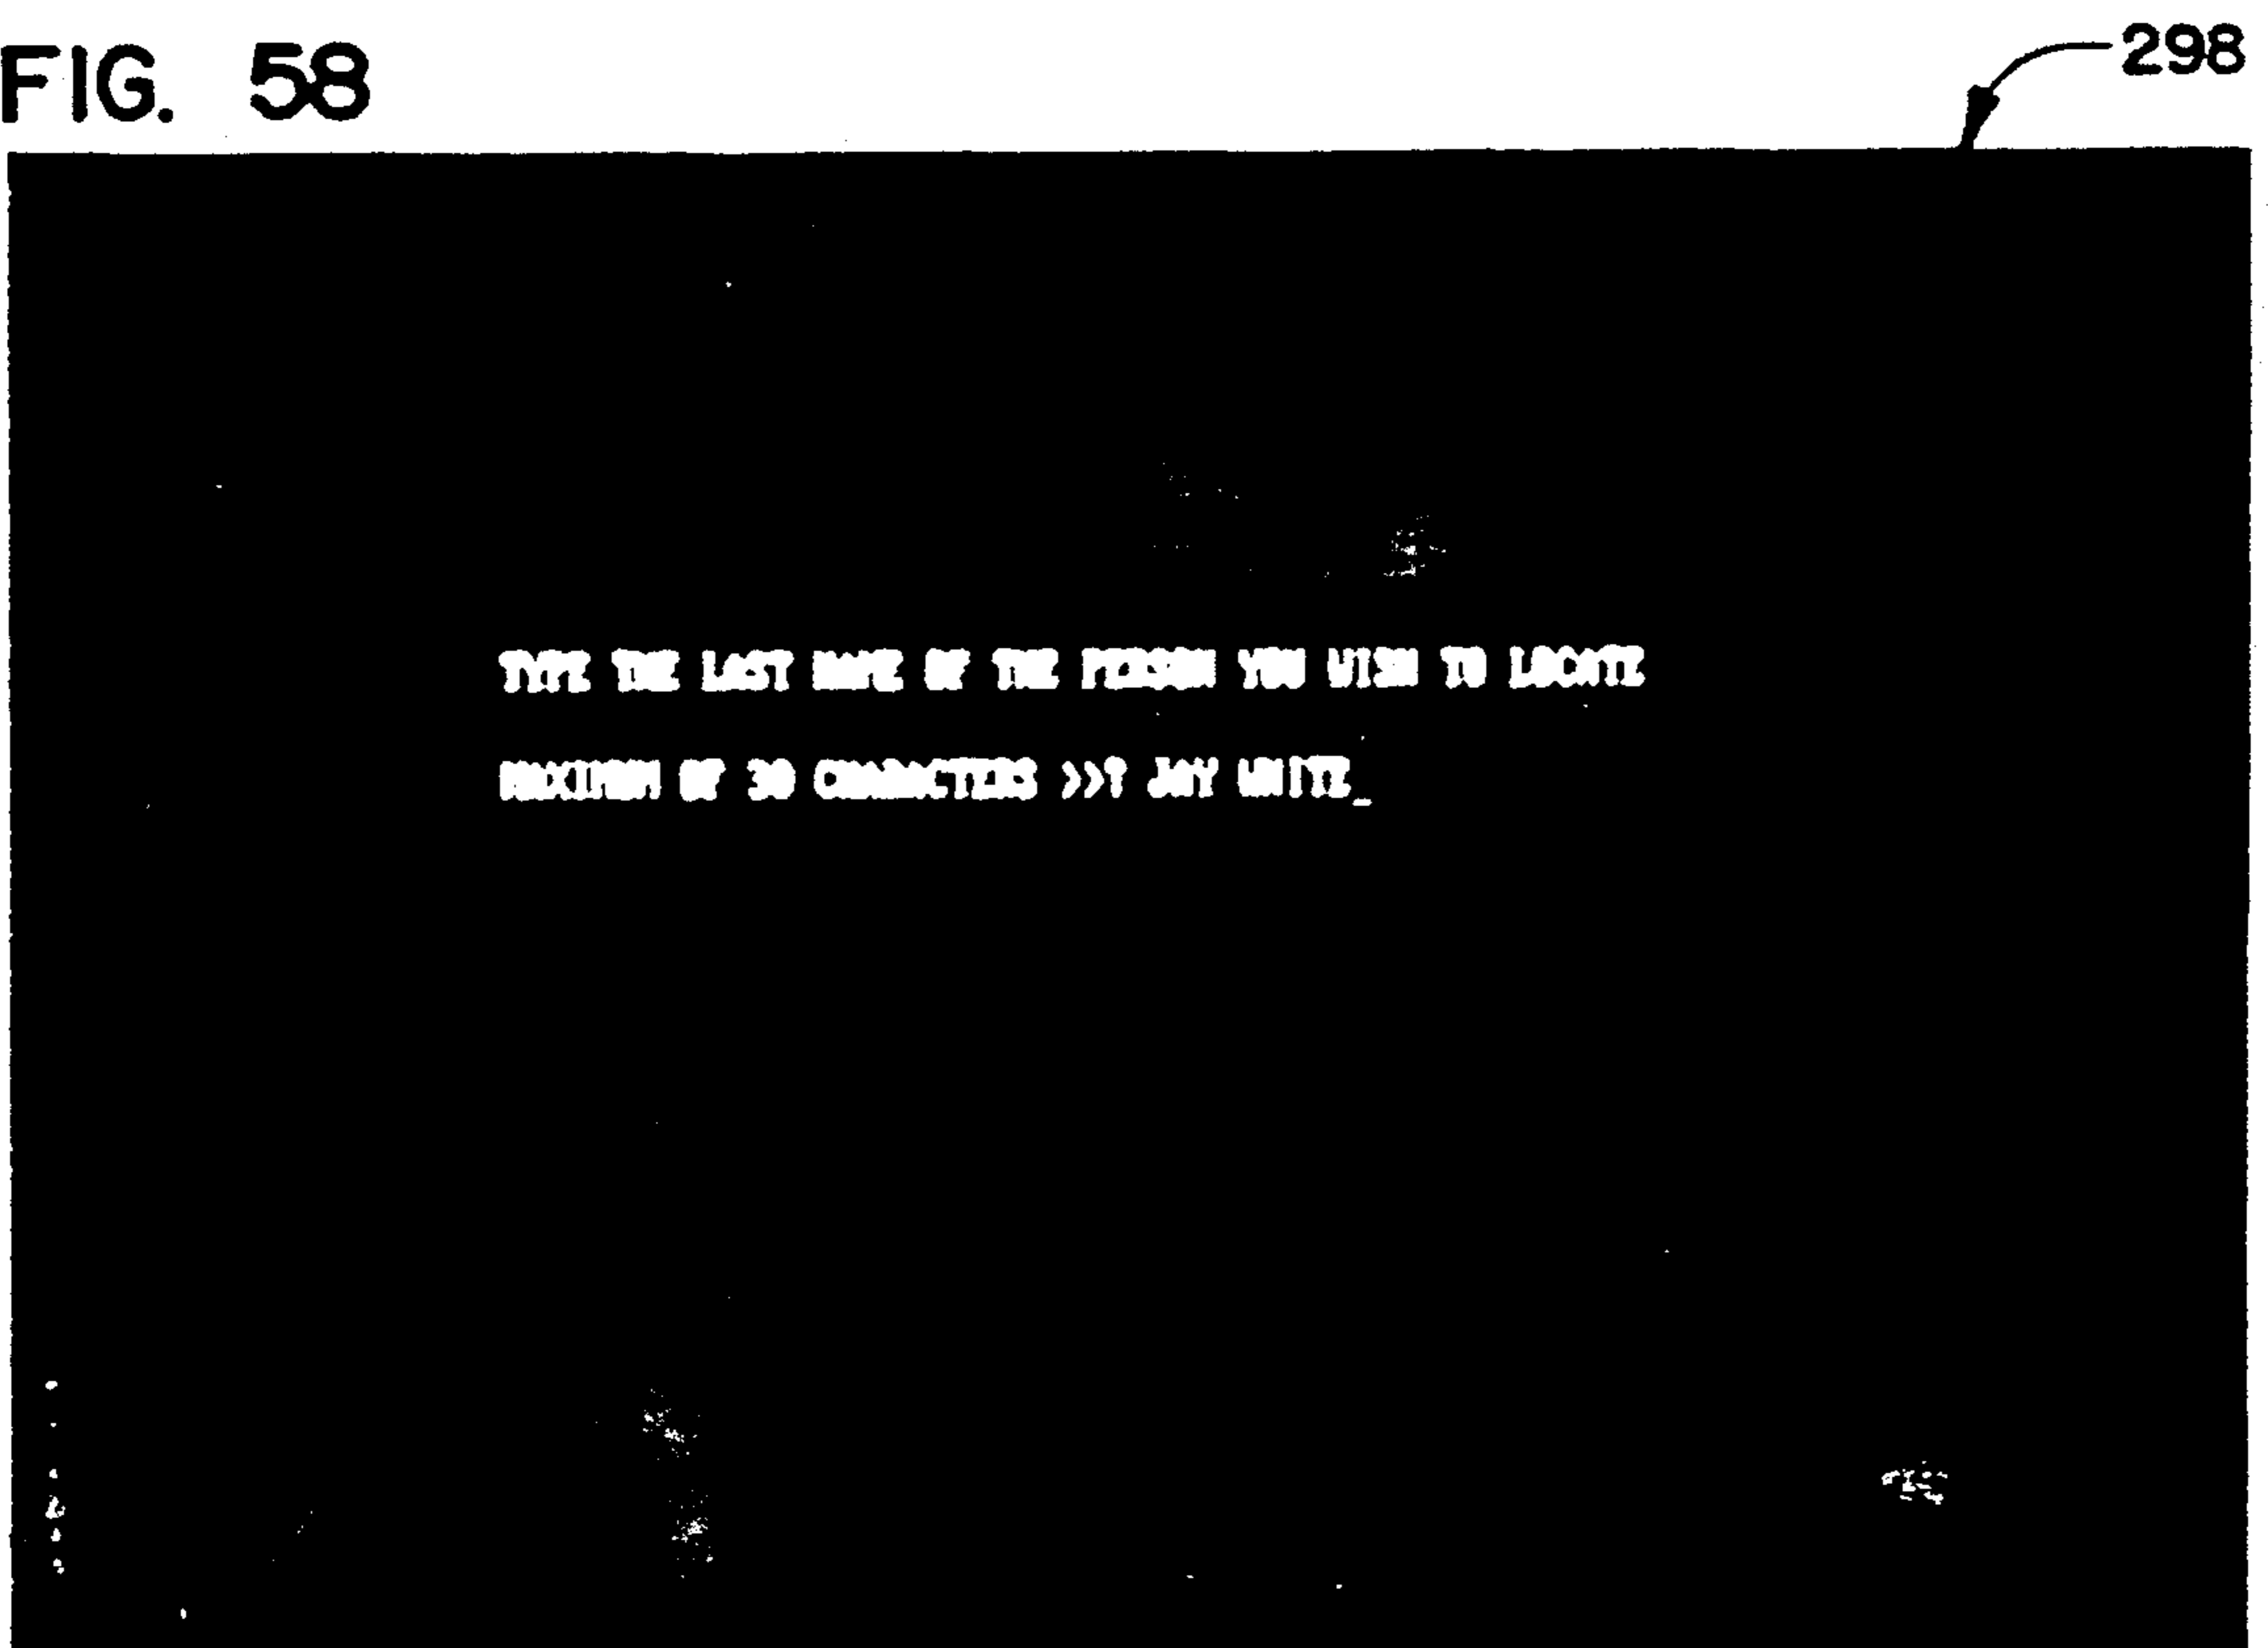 FIG. 58
298
TYPE THE LAST NAME OF THE PERSON YOU WISH TO LOCATE
MAXIMUM OF 30 CHARACTERS >>>? JAY